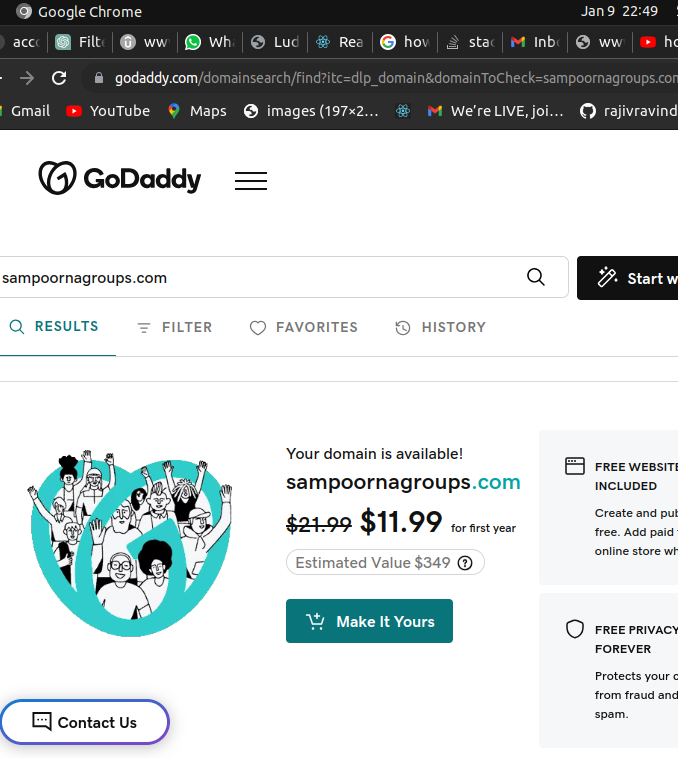 Google Chrome
Jan 9 22:49
acc Filt ww Wh Lud Rea how stac Inb ww ho
godaddy.com/domainsearch/find?itc=dlp_domain&domainToCheck=sampoornagroups.com
Gmail YouTube Maps images (197×2... We're LIVE, joi... rajivravind
GoDaddy
sampoornagroups.com
Start w
RESULTS FILTER FAVORITES HISTORY
Your domain is available!
sampoornagroups.com
$21.99 $11.99 for first year
Estimated Value $349
Make It Yours
FREE WEBSITE
INCLUDED
Create and pub
free. Add paid
online store wh
FREE PRIVACY
FOREVER
Protects your
from fraud and
spam.
Contact Us